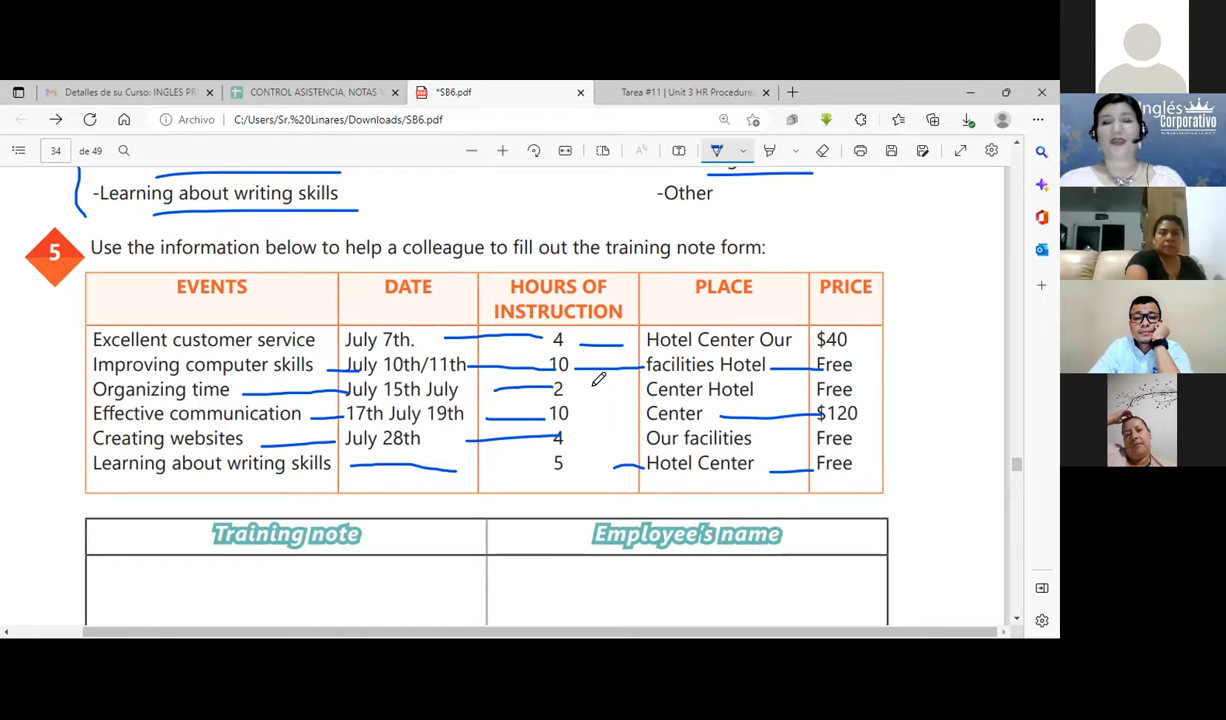 Detalles de su Curso: INGLES PR
CONTROL ASISTENCIA, NOTAS
*SB6.pdf
Tarea #11 | Unit 3 HR Procedure
Archivo
C:/Users/Sr.%20Linares/Downloads/SB6.pdf
34
de 49
-Learning about writing skills
-Other
5
Use the information below to help a colleague to fill out the training note form:
EVENTS DATE HOURS OF INSTRUCTION PLACE PRICE
Excellent customer service July 7th. 4 Hotel Center Our $40
Improving computer skills July 10th/11th 10 facilities Hotel Free
Organizing time July 15th July 2 Center Hotel Free
Effective communication 17th July 19th 10 Center $120
Creating websites July 28th 4 Our facilities Free
Learning about writing skills 5 Hotel Center Free
Training note Employee's name
Inglés
Corporativo